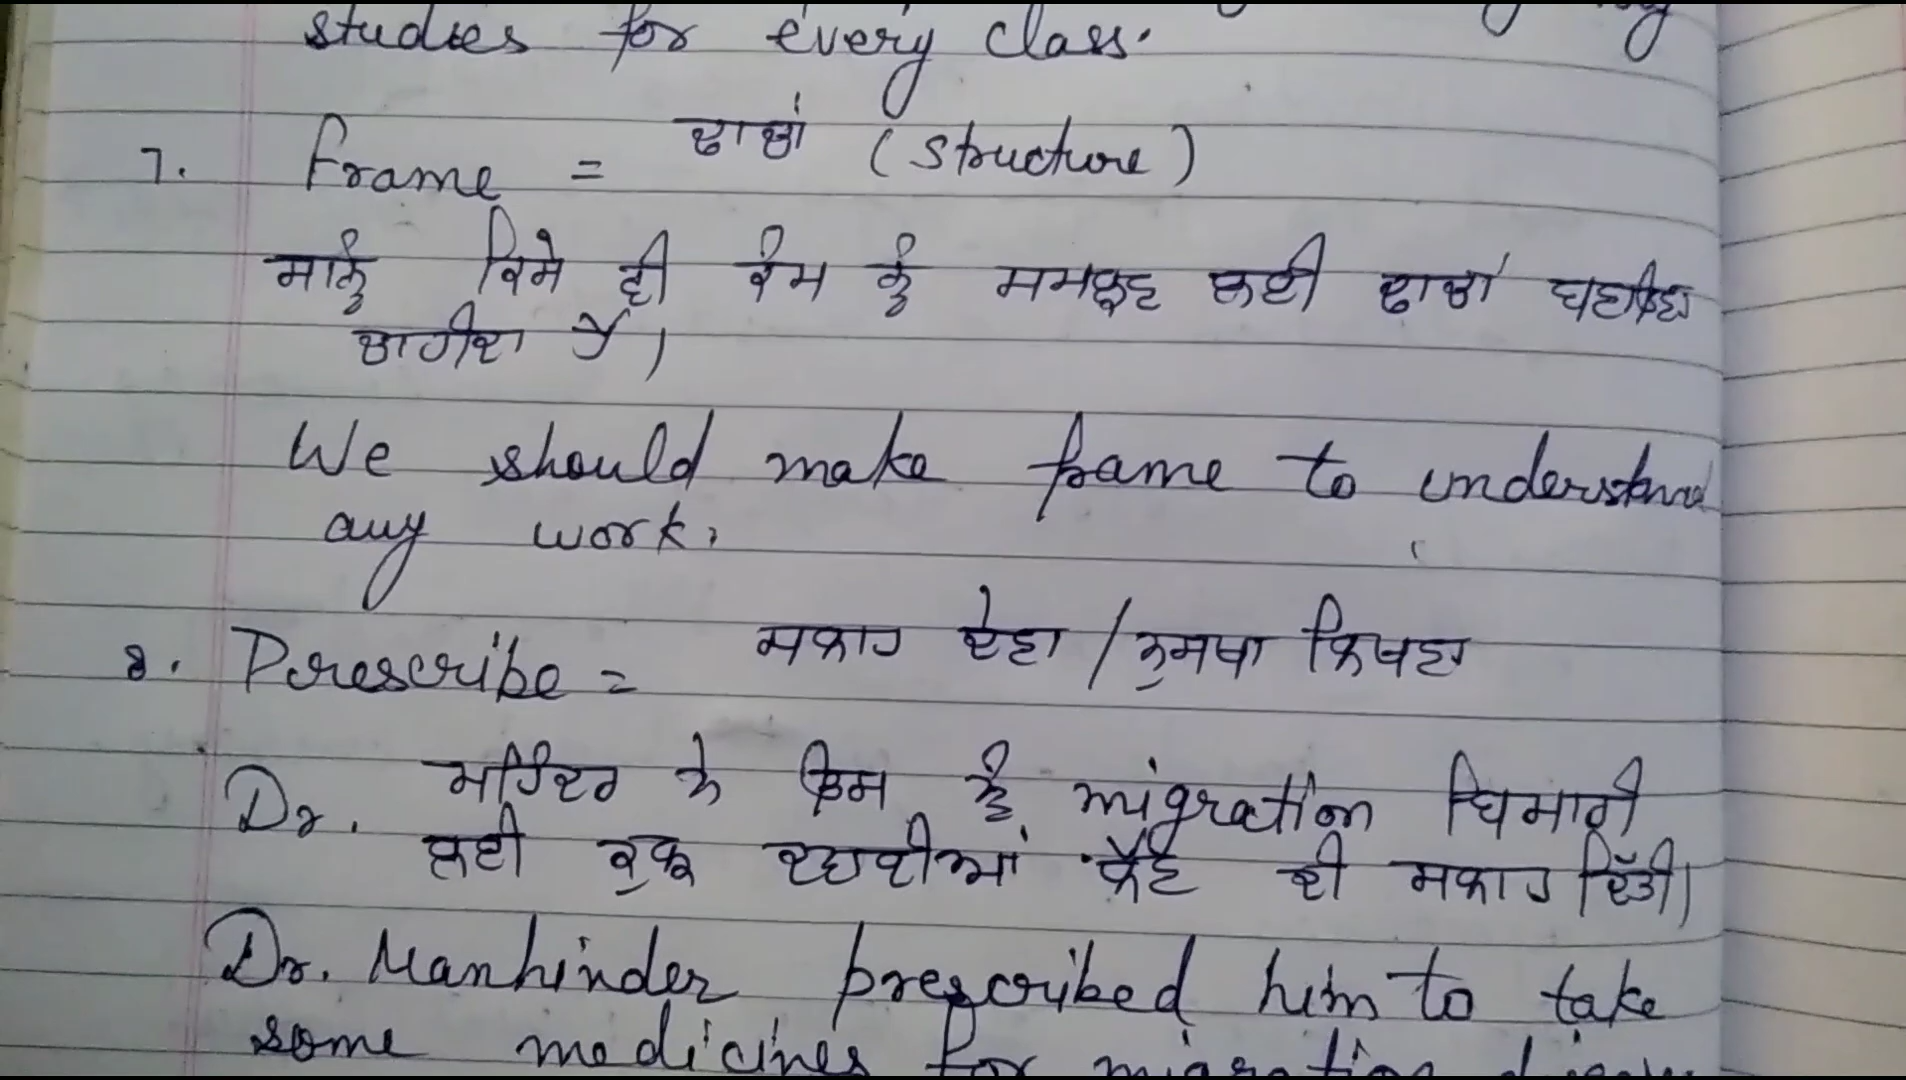 studies for every class.
7. Frame = ਢਾਚਾਂ (structure)
ਸਾਨੂੰ ਕਿਸੇ ਵੀ ਕੰਮ ਨੂੰ ਸਮਝਣ ਲਈ ਢਾਚਾਂ ਬਣਾਉਣਾ
ਚਾਹੀਦਾ ਹੈ।
We should make frame to understand
any work.
8. Prescribe = ਸਲਾਹ ਦੇਣਾ / ਨੁਸਖਾ ਲਿਖਣਾ
Dr. ਮਹਿੰਦਰ ਨੇ ਉਸ ਨੂੰ migration ਬਿਮਾਰੀ
ਲਈ ਕੁਝ ਦਵਾਈਆਂ ਲੈਣ ਦੀ ਸਲਾਹ ਦਿੱਤੀ।
Dr. Manhinder prescribed him to take
some medicines for migration